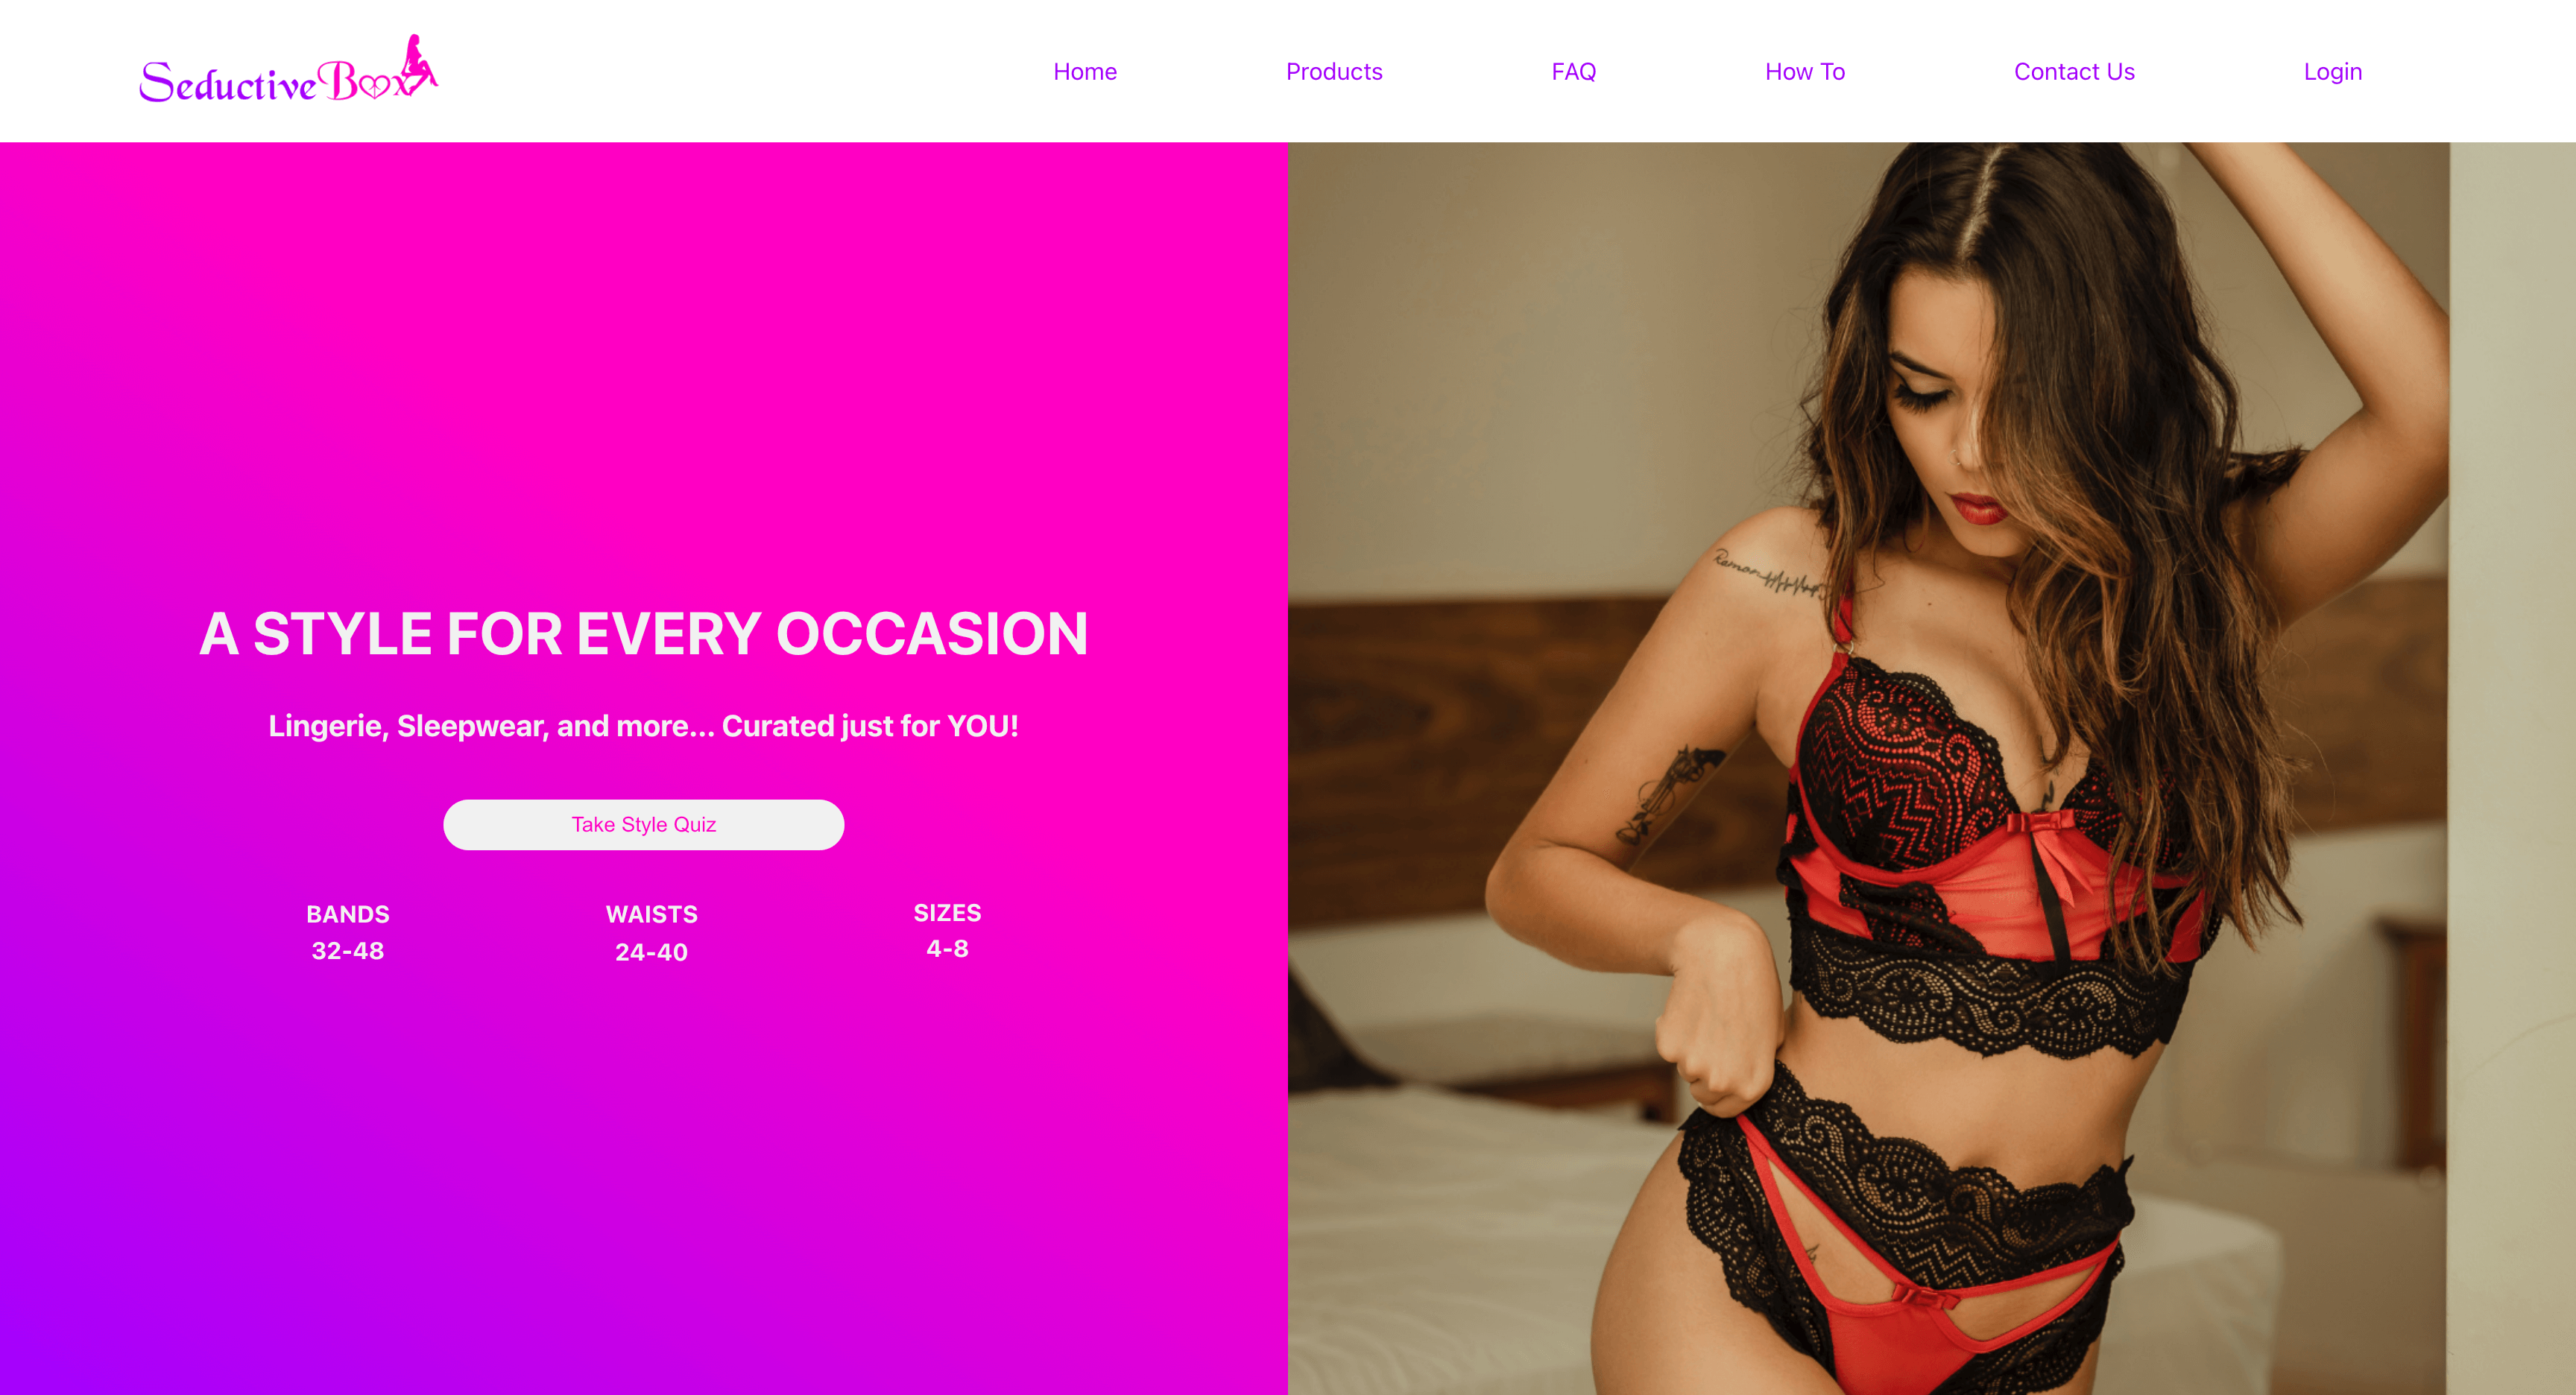 SeductiveBox
Home
Products
FAQ
How To
Contact Us
Login
A STYLE FOR EVERY OCCASION
Lingerie, Sleepwear, and more... Curated just for YOU!
Take Style Quiz
BANDS
32-48
WAISTS
24-40
SIZES
4-8